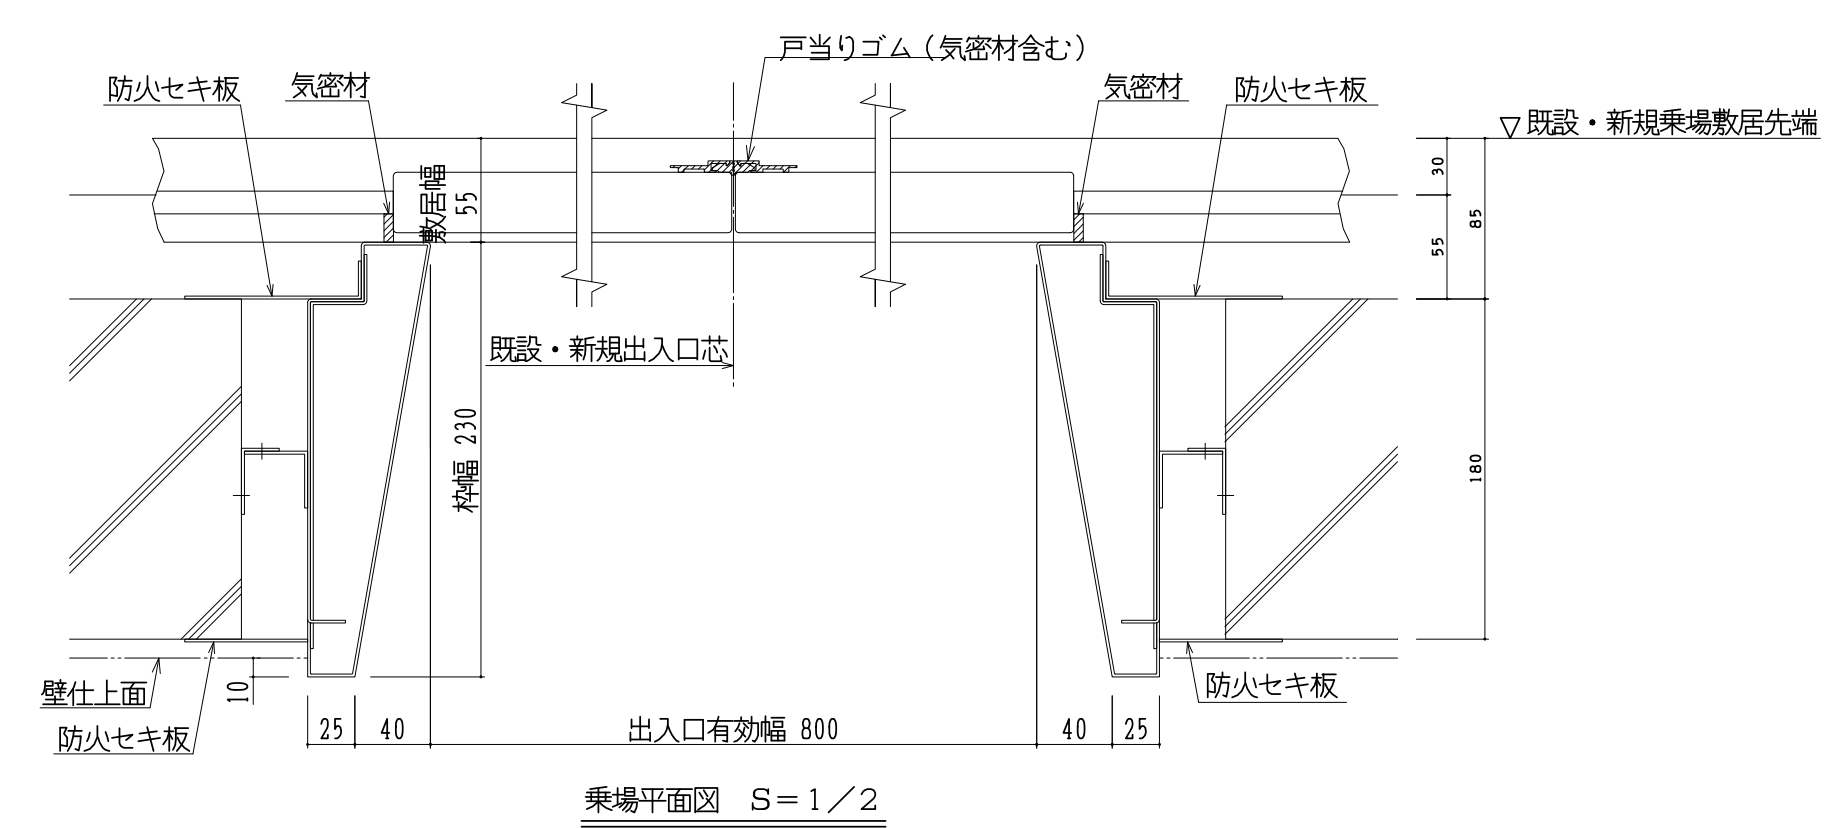 戸当りゴム（気密材含む）
防火セキ板
気密材
気密材
防火セキ板
▽既設・新規乗場敷居先端
敷居幅 55
30
85
55
既設・新規出入口芯
枠幅 230
180
壁仕上面
10
防火セキ板
防火セキ板
25
40
出入口有効幅 800
40
25
乗場平面図 S＝1／2